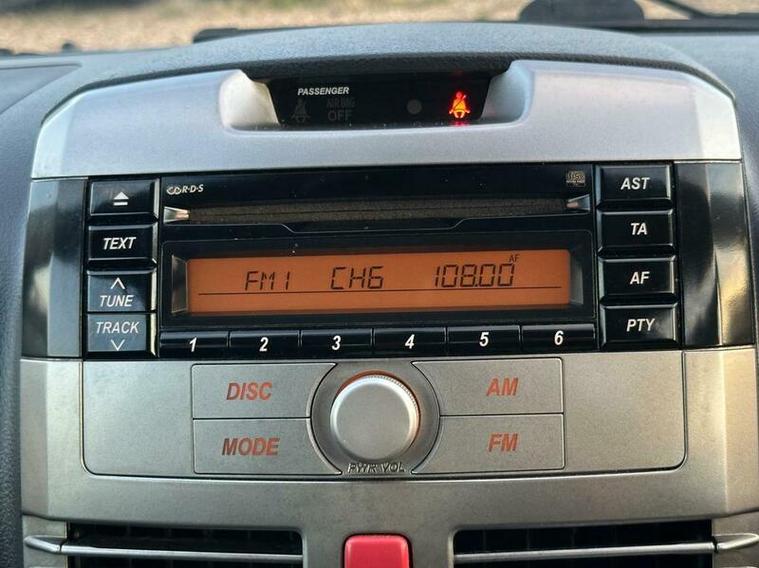 PASSENGER
AIR BAG
OFF
R·D·S
AST
TEXT
TA
AF
FM1 CH6 108.00
TUNE
AF
TRACK
PTY
1 2 3 4 5 6
DISC
AM
MODE
FM
PWR VOL